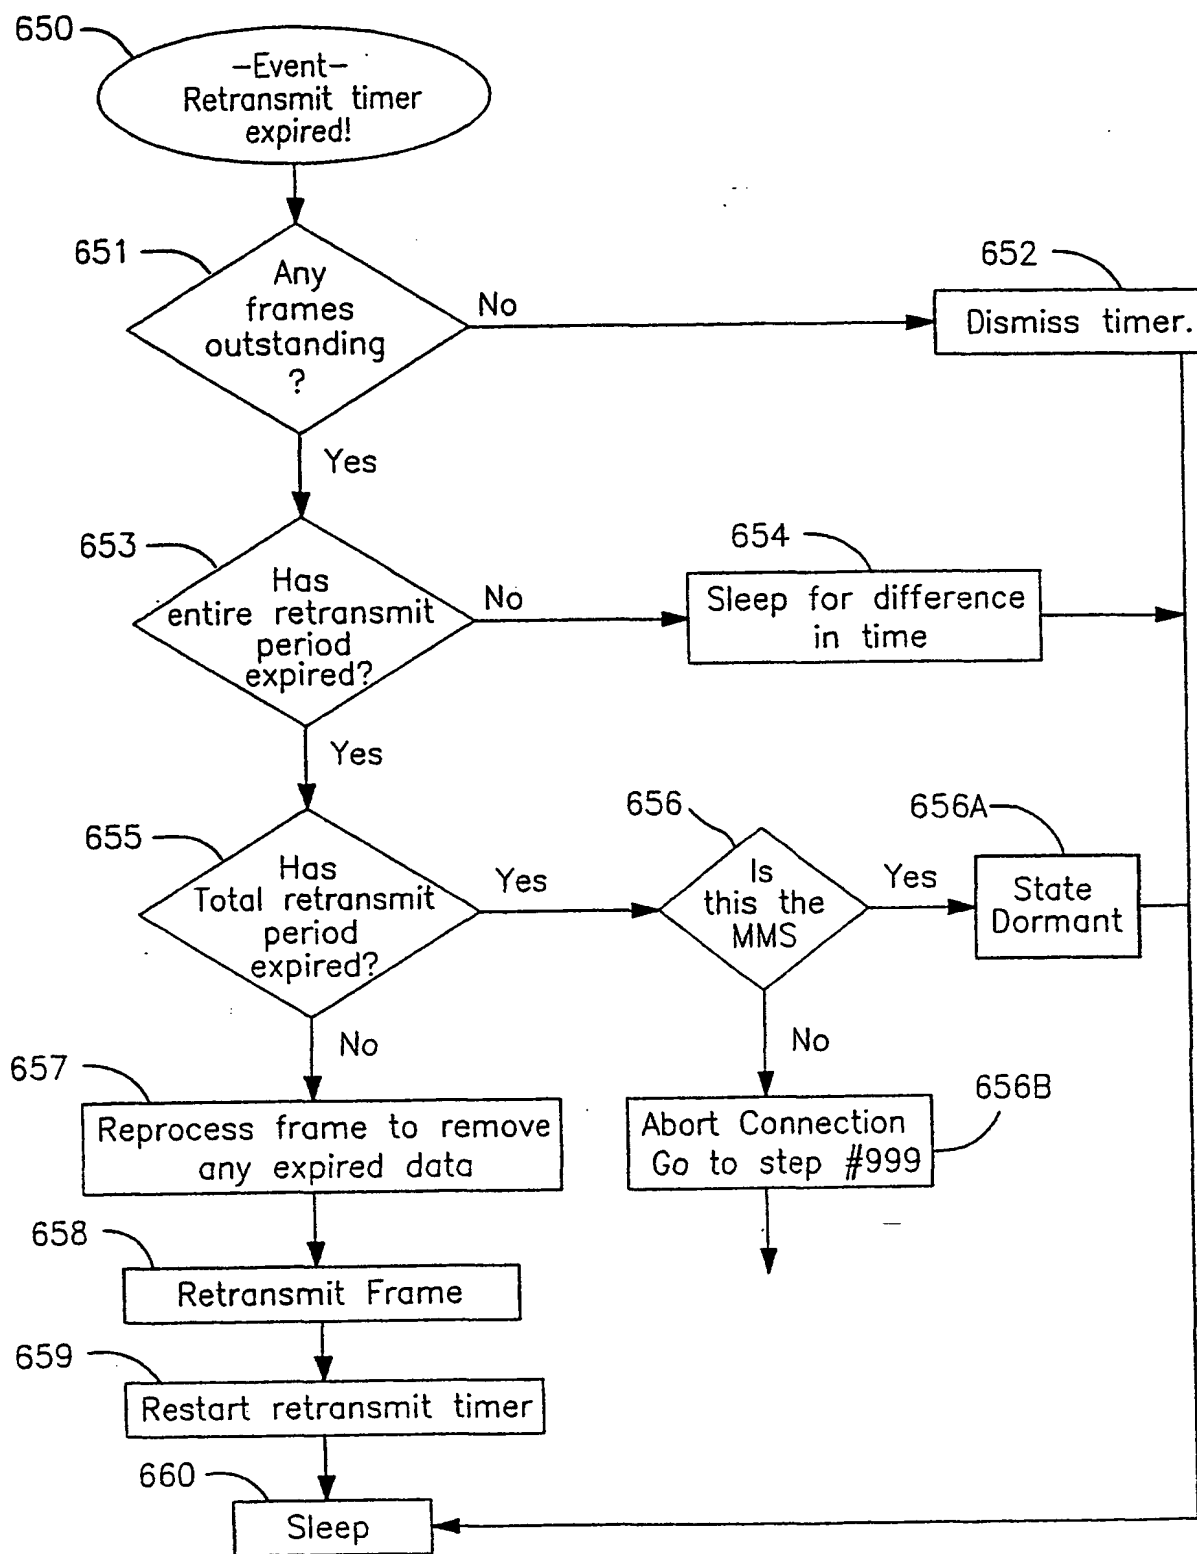 650
-Event-
Retransmit timer
expired!
651
Any
frames
outstanding
?
No
652
Dismiss timer.
Yes
653
Has
entire retransmit
period
expired?
No
654
Sleep for difference
in time
Yes
655
Has
Total retransmit
period
expired?
Yes
656
Is
this the
MMS
Yes
656A
State
Dormant
No
No
657
Reprocess frame to remove
any expired data
656B
Abort Connection
Go to step #999
658
Retransmit Frame
659
Restart retransmit timer
660
Sleep